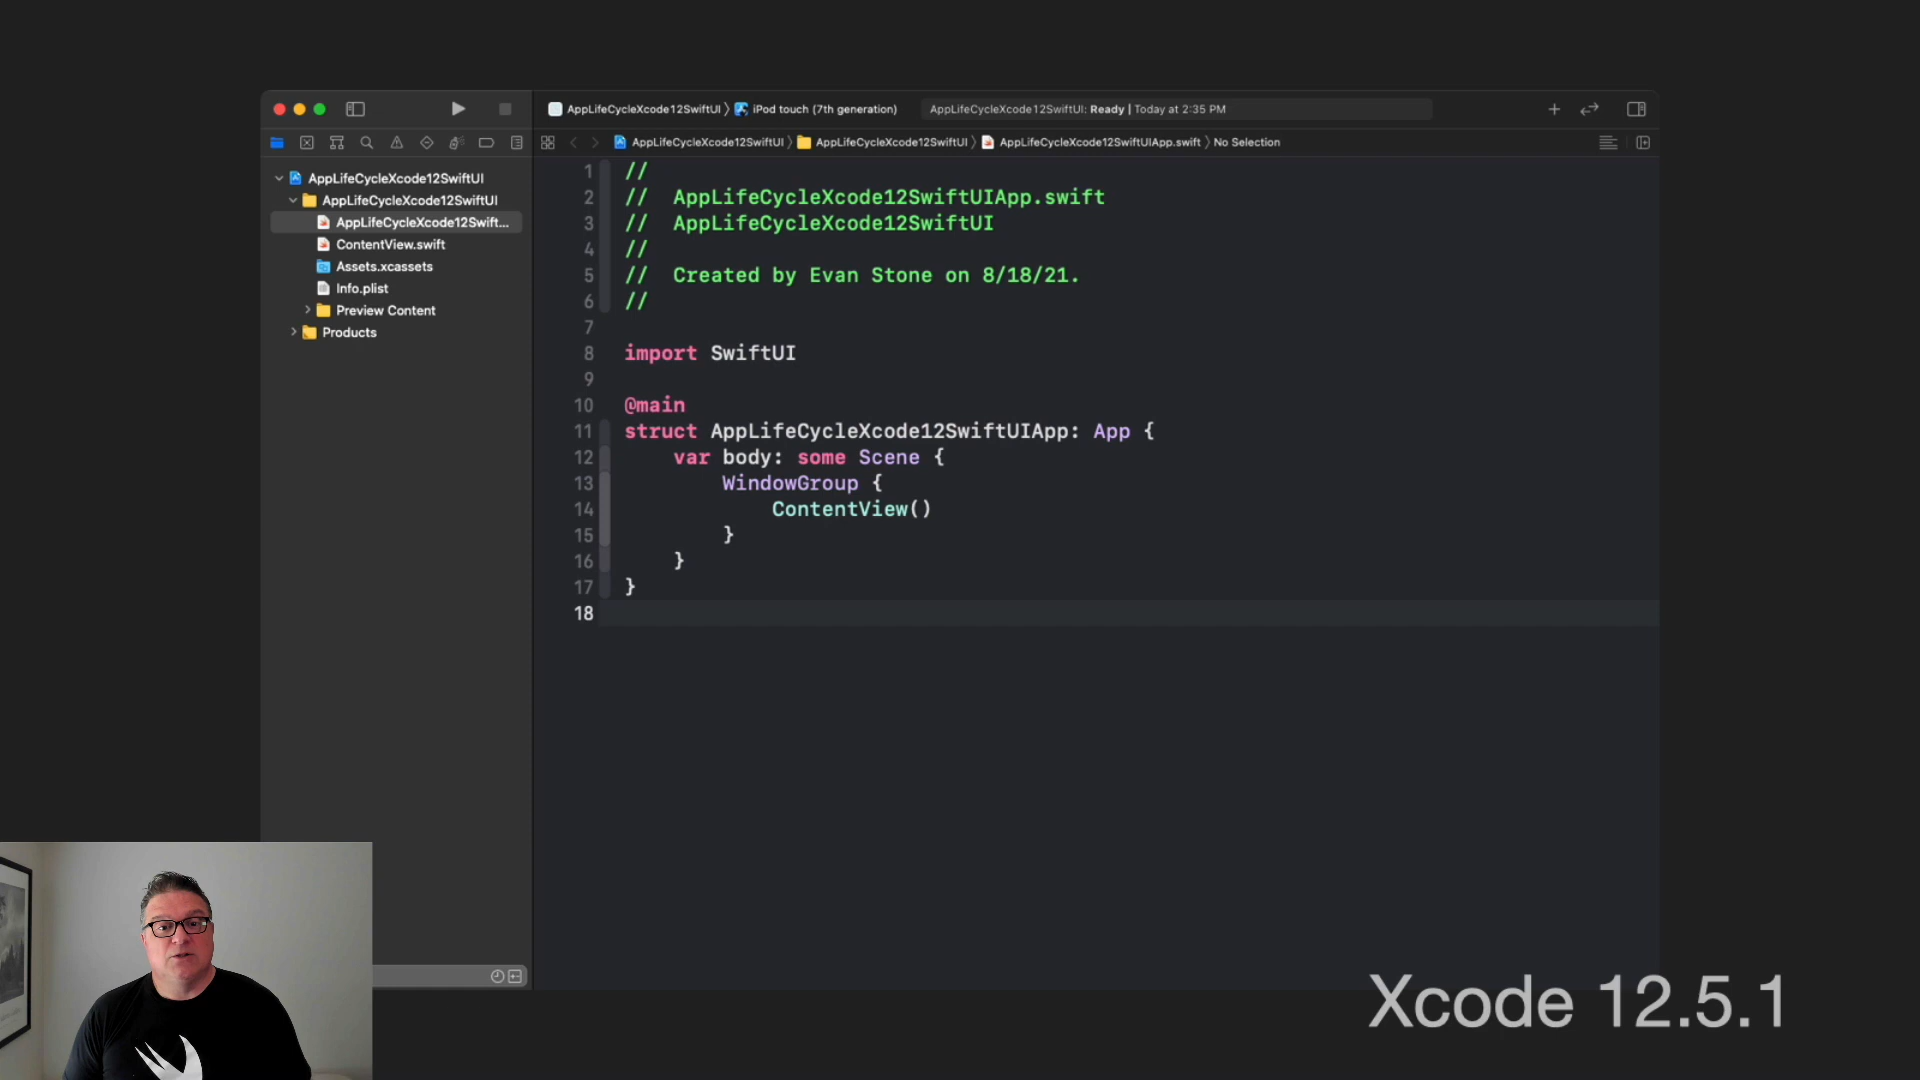 AppLifeCycleXcode12SwiftUI 〉 iPod touch (7th generation)
AppLifeCycleXcode12SwiftUI: Ready | Today at 2:35 PM
AppLifeCycleXcode12SwiftUI 〉 AppLifeCycleXcode12SwiftUI 〉 AppLifeCycleXcode12SwiftUIApp.swift 〉 No Selection
AppLifeCycleXcode12SwiftUI
AppLifeCycleXcode12SwiftUI
AppLifeCycleXcode12Swift...
ContentView.swift
Assets.xcassets
Info.plist
Preview Content
Products
1 //
2 //  AppLifeCycleXcode12SwiftUIApp.swift
3 //  AppLifeCycleXcode12SwiftUI
4 //
5 //  Created by Evan Stone on 8/18/21.
6 //
7
8 import SwiftUI
9
10 @main
11 struct AppLifeCycleXcode12SwiftUIApp: App {
12     var body: some Scene {
13         WindowGroup {
14             ContentView()
15         }
16     }
17 }
18
Xcode 12.5.1